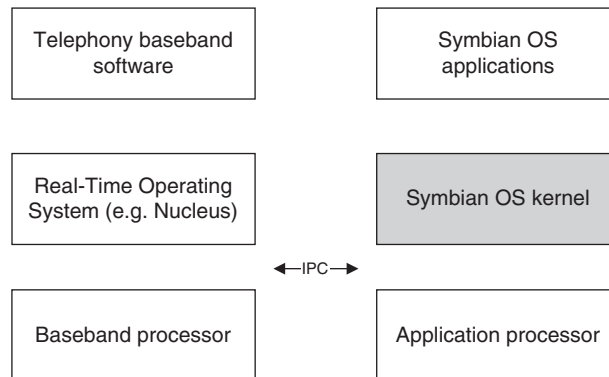 Telephony baseband
software
Symbian OS
applications
Real-Time Operating
System (e.g. Nucleus)
Symbian OS kernel
IPC
Baseband processor
Application processor